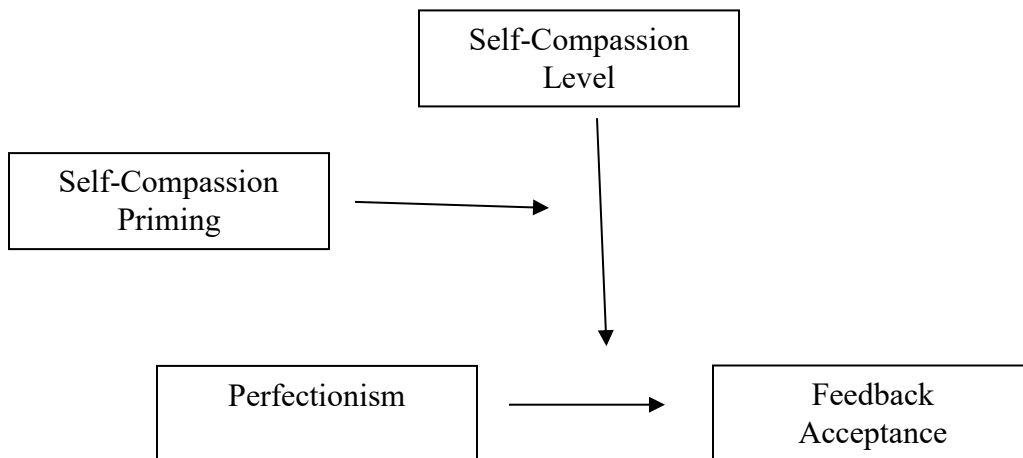 Self-Compassion
Level
Self-Compassion
Priming
Perfectionism
Feedback
Acceptance